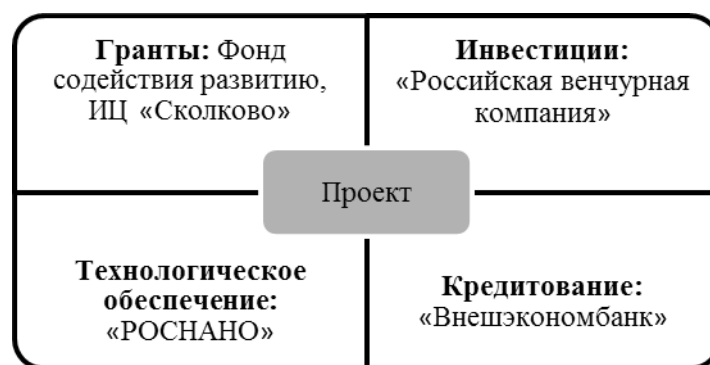 Гранты: Фонд
содействия развитию,
ИЦ «Сколково»
Инвестиции:
«Российская венчурная
компания»
Проект
Технологическое
обеспечение:
«РОСНАНО»
Кредитование:
«Внешэкономбанк»